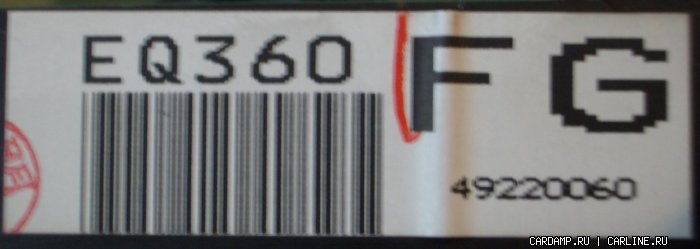 EQ360 FG
49220060
CARDAMP.RU | CARLINE.RU